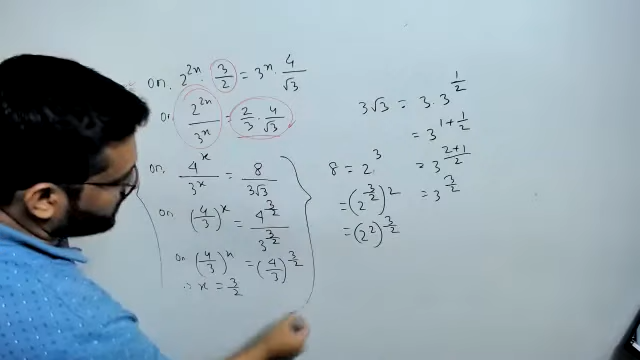 or, 2^{2x} · 3/2 = 3^x · 4/√3
or, 2^{2x}/3^x = 2/3 · 4/√3
or, 4^x/3^x = 8/3√3
or, (4/3)^x = 4^{3/2}/3^{3/2}
or, (4/3)^x = (4/3)^{3/2}
∴ x = 3/2
3√3 = 3 · 3^{1/2}
= 3^{1+1/2}
= 3^{(2+1)/2}
= 3^{3/2}
8 = 2^3
= (2^{3/2})^2
= (2^2)^{3/2}